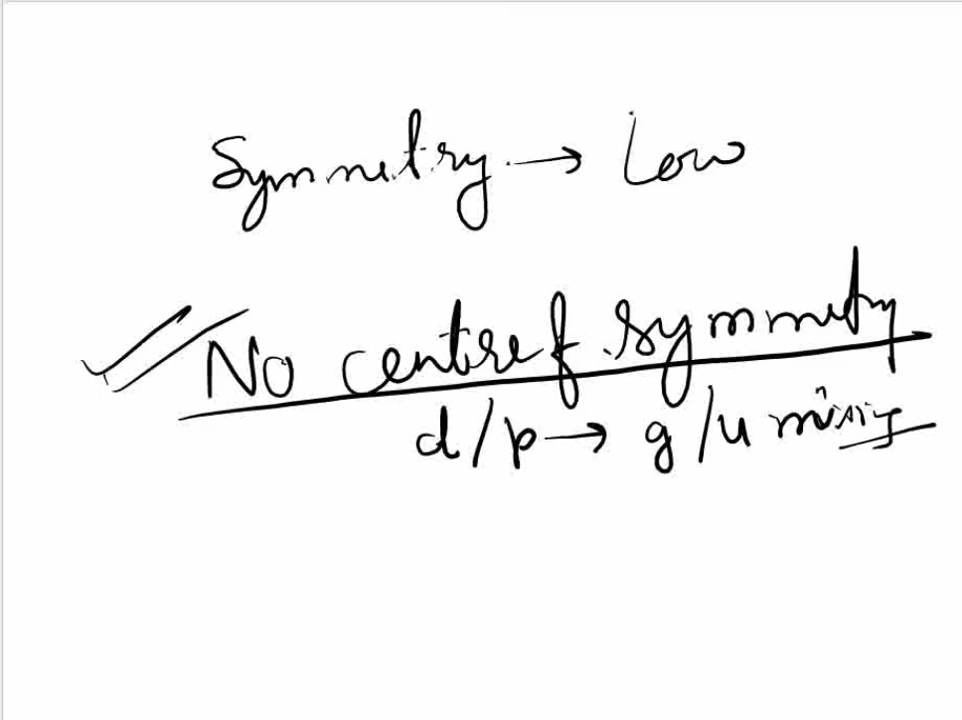 Symmetry → Low
No centre of symmetry
d/p → g/u mixing